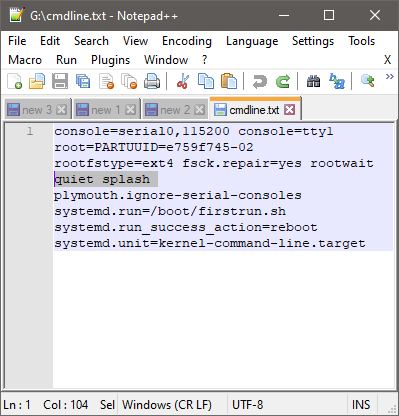 G:\cmdline.txt - Notepad++
File Edit Search View Encoding Language Settings Tools
Macro Run Plugins Window ? X
new 3 new 1 new 2 cmdline.txt
1 console=serial0,115200 console=tty1
root=PARTUUID=e759f745-02
rootfstype=ext4 fsck.repair=yes rootwait
quiet splash
plymouth.ignore-serial-consoles
systemd.run=/boot/firstrun.sh
systemd.run_success_action=reboot
systemd.unit=kernel-command-line.target
Ln : 1 Col : 104 Sel Windows (CR LF) UTF-8 INS